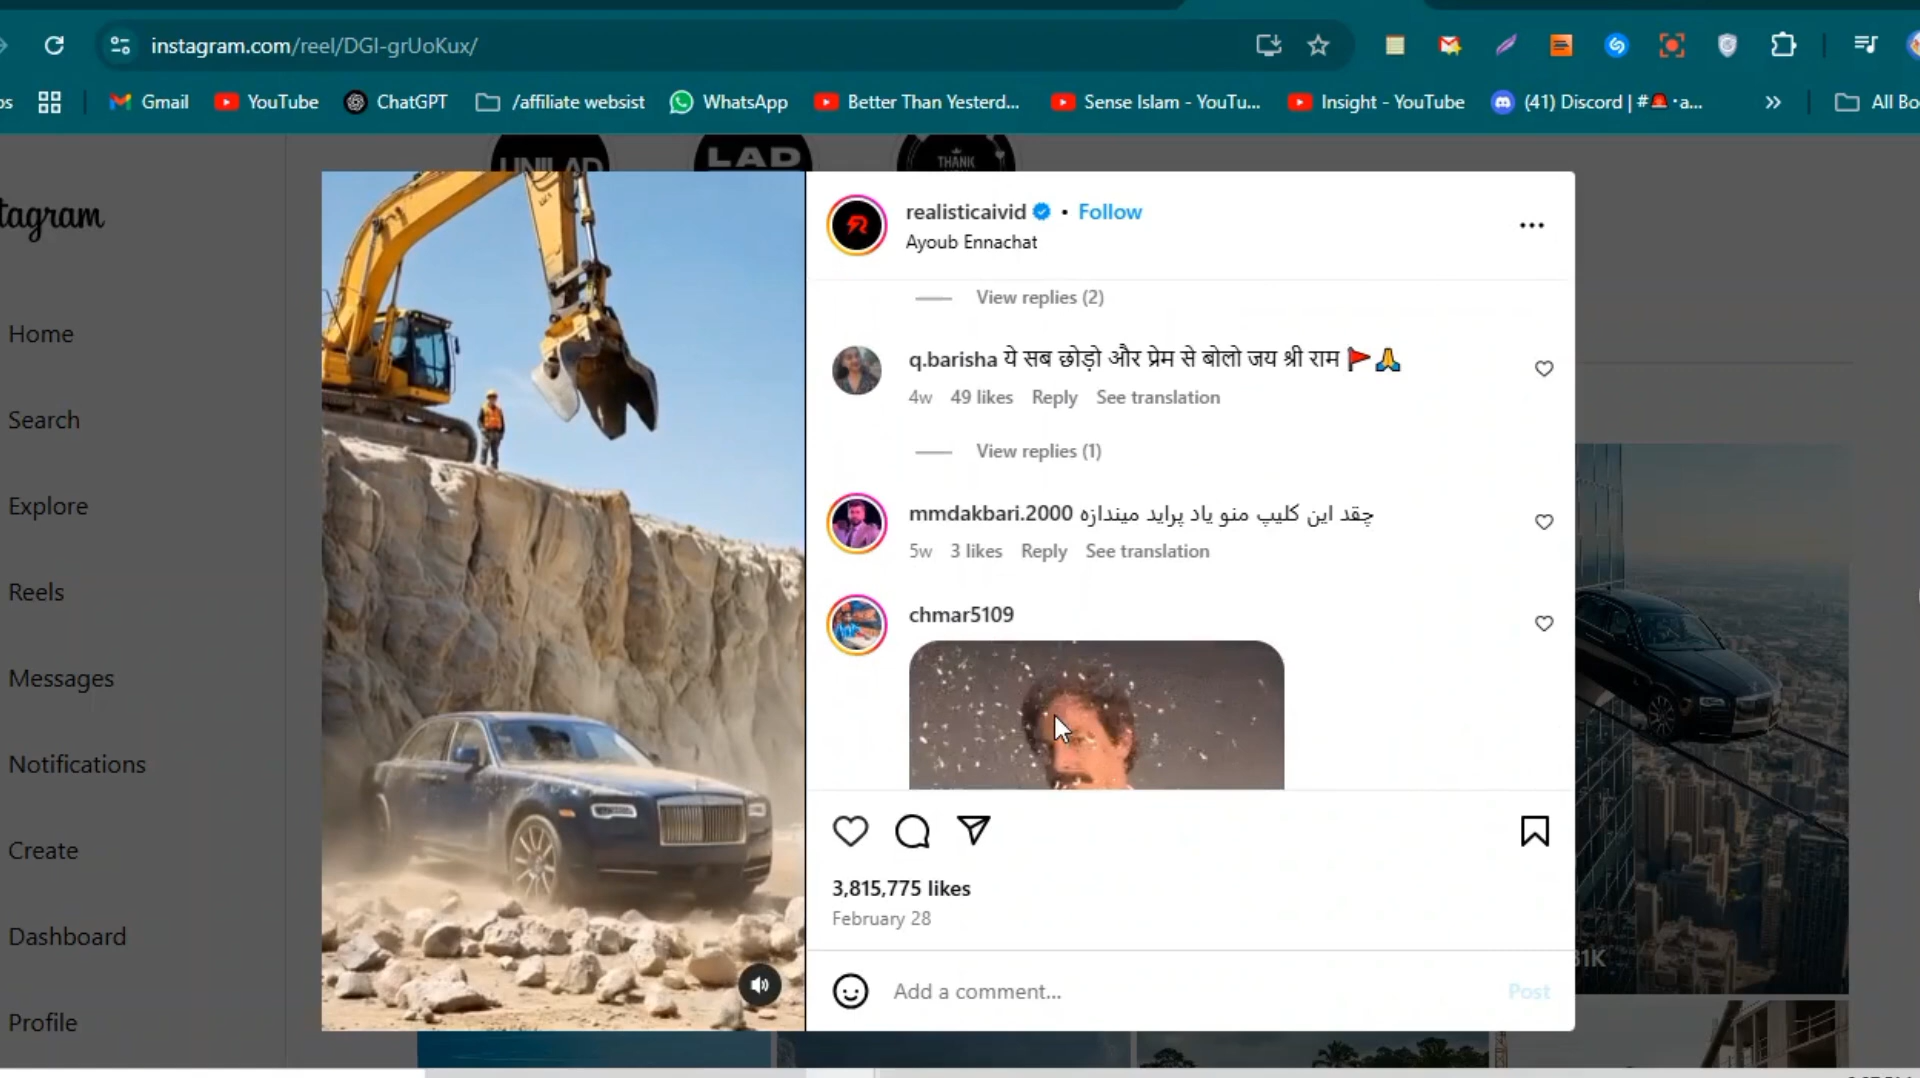 instagram.com/reel/DGI-grUoKux/
Gmail
YouTube
ChatGPT
/affiliate websist
WhatsApp
Better Than Yesterd...
Sense Islam - YouTu...
Insight - YouTube
(41) Discord | #🚨・a...
»
All Bo
UNILAD
LAD
THANK
tagram
Home
Search
Explore
Reels
Messages
Notifications
Create
Dashboard
Profile
realisticaivid • Follow
Ayoub Ennachat
View replies (2)
q.barisha ये सब छोड़ो और प्रेम से बोलो जय श्री राम 🚩🙏
4w 49 likes Reply See translation
View replies (1)
mmdakbari.2000 چقد این کلیپ منو یاد پراید میندازه
5w 3 likes Reply See translation
chmar5109
3,815,775 likes
February 28
Add a comment...
Post